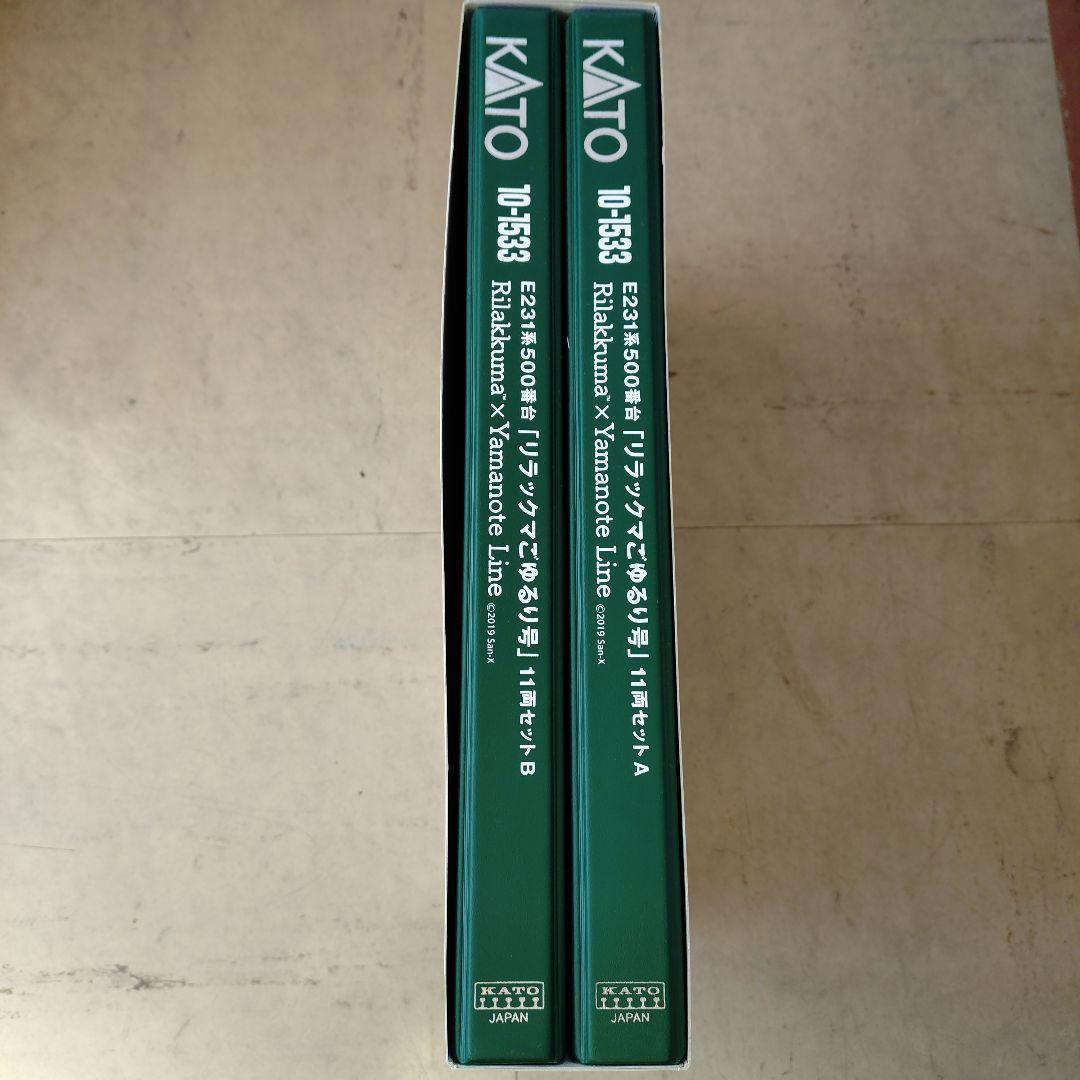 KATO
10-1533
E231系500番台「リラックマごゆるり号」11両セットB
Rilakkuma™×Yamanote Line ©2019 San-X
KATO
JAPAN
KATO
10-1533
E231系500番台「リラックマごゆるり号」11両セットA
Rilakkuma™×Yamanote Line ©2019 San-X
KATO
JAPAN